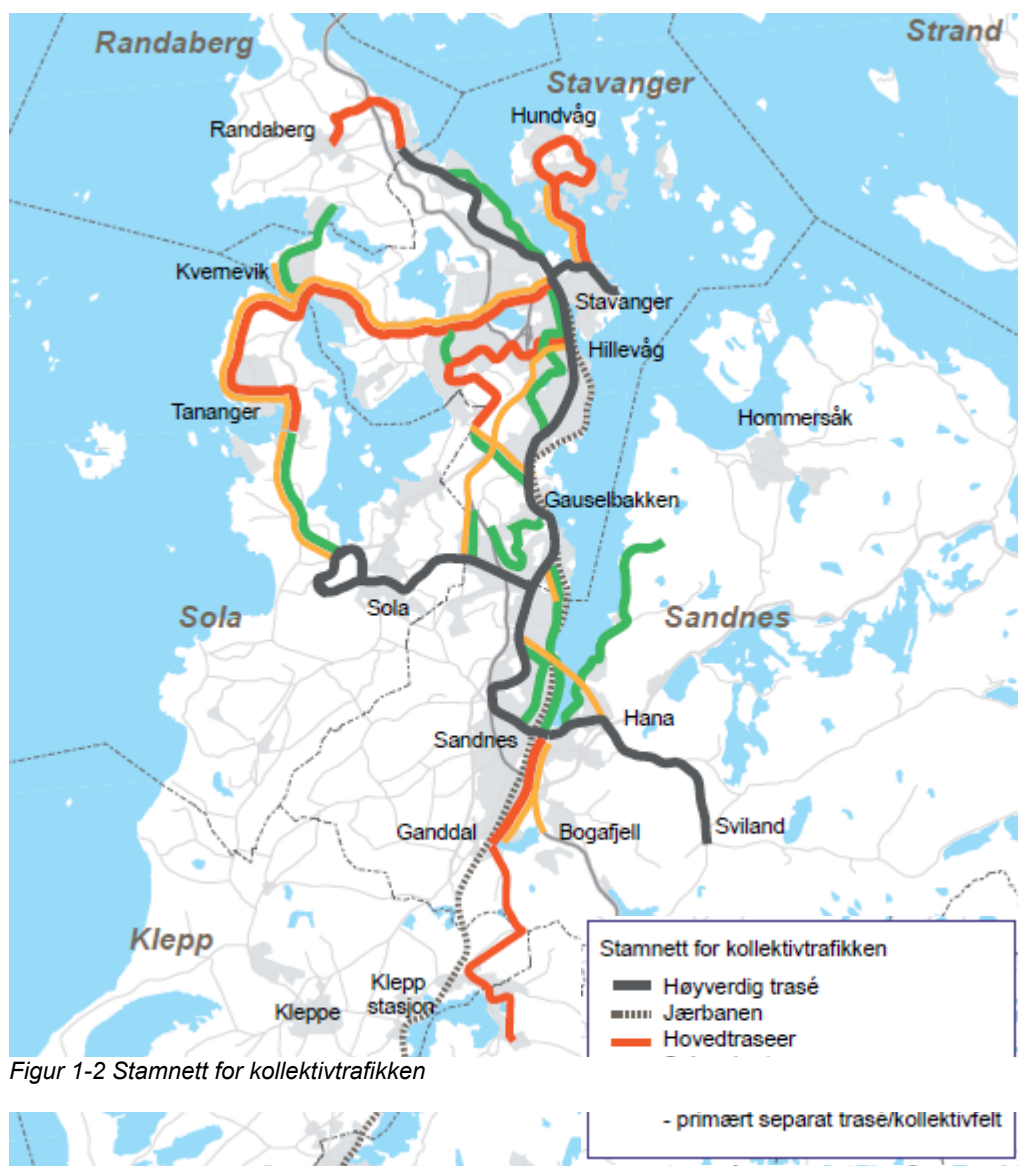 Randaberg
Strand
Stavanger
Hundvåg
Randaberg
Kvernevik
Stavanger
Hillevåg
Tananger
Hommersåk
Gauselbakken
Sola
Sola
Sandnes
Hana
Sandnes
Ganddal
Bogafjell
Sviland
Klepp
Klepp
stasjon
Kleppe
Stamnett for kollektivtrafikken
Høyverdig trasé
Jærbanen
Hovedtraseer
Figur 1-2 Stamnett for kollektivtrafikken
- primært separat trasé/kollektivfelt